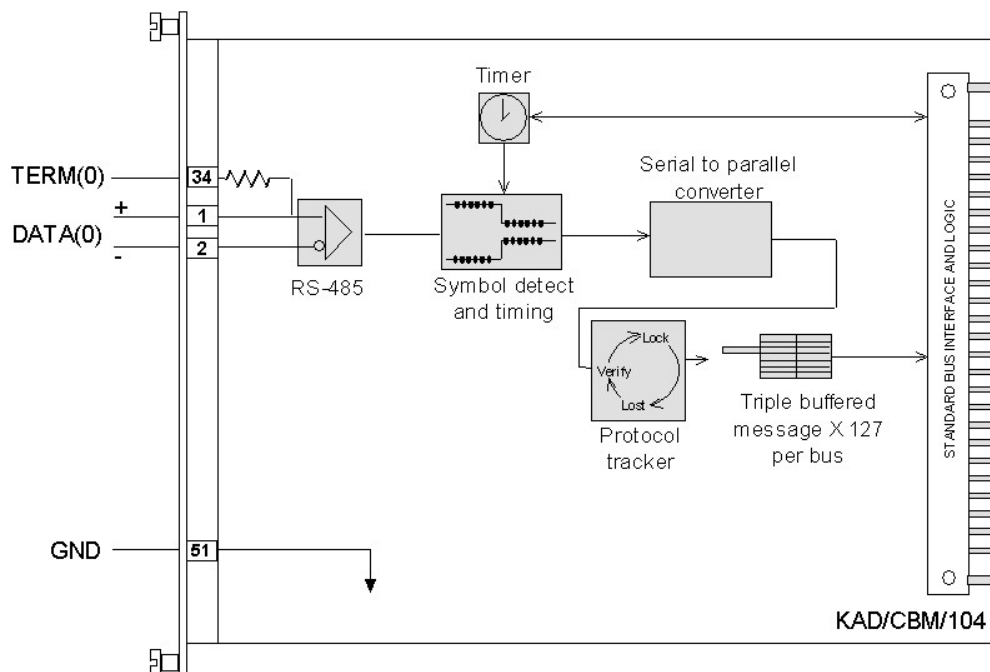 Timer
Serial to parallel
converter
TERM(0)
34
+
1
DATA(0)
2
-
RS-485
Symbol detect
and timing
Lock
Verify
Lost
Protocol
tracker
Triple buffered
message X 127
per bus
STANDARD BUS INTERFACE AND LOGIC
GND
51
KAD/CBM/104